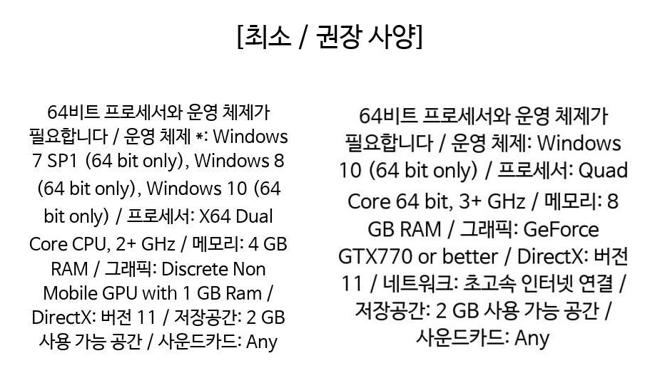 [최소 / 권장 사양]
64비트 프로세서와 운영 체제가
필요합니다 / 운영 체제 *: Windows
7 SP1 (64 bit only), Windows 8
(64 bit only), Windows 10 (64
bit only) / 프로세서: X64 Dual
Core CPU, 2+ GHz / 메모리: 4 GB
RAM / 그래픽: Discrete Non
Mobile GPU with 1 GB Ram /
DirectX: 버전 11 / 저장공간: 2 GB
사용 가능 공간 / 사운드카드: Any
64비트 프로세서와 운영 체제가
필요합니다 / 운영 체제: Windows
10 (64 bit only) / 프로세서: Quad
Core 64 bit, 3+ GHz / 메모리: 8
GB RAM / 그래픽: GeForce
GTX770 or better / DirectX: 버전
11 / 네트워크: 초고속 인터넷 연결 /
저장공간: 2 GB 사용 가능 공간 /
사운드카드: Any